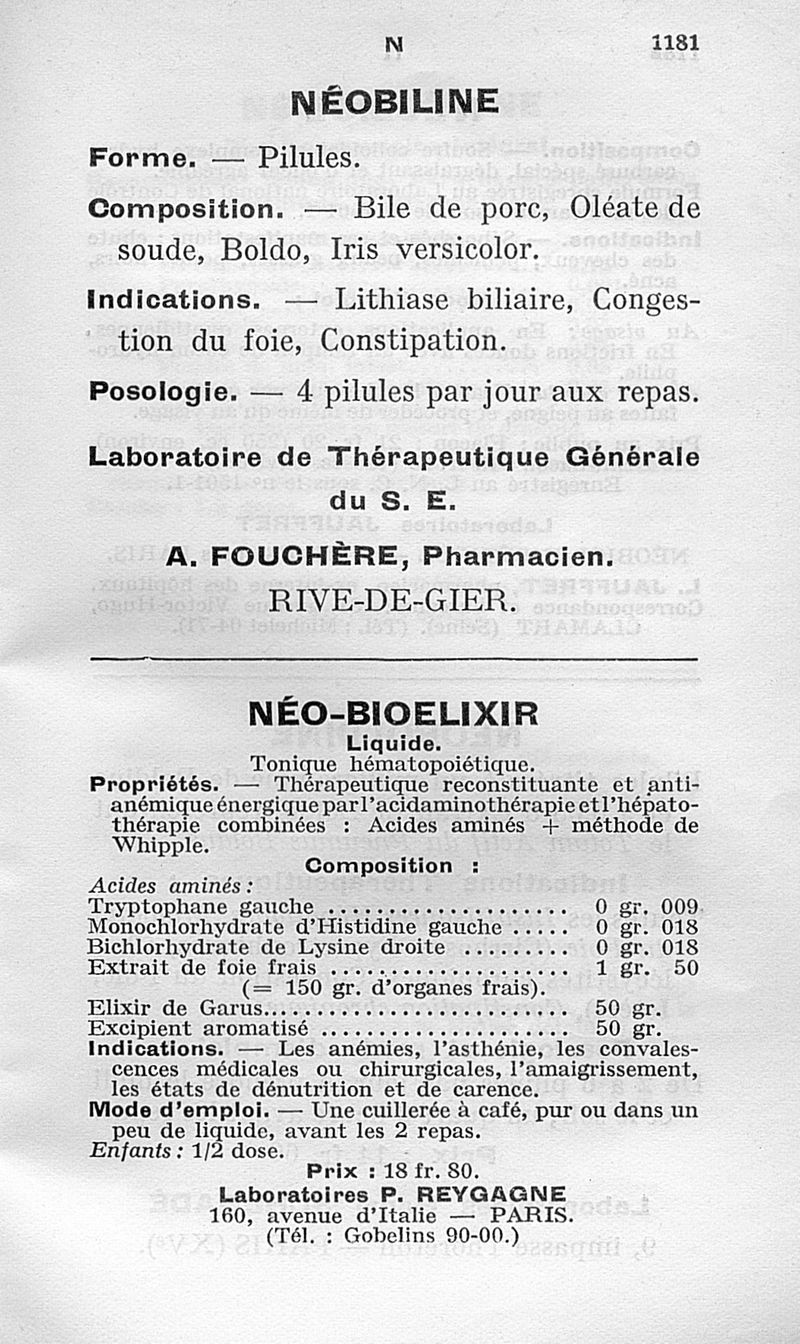 N 1181
NÉOBILINE
Forme. — Pilules.
Composition. — Bile de porc, Oléate de
soude, Boldo, Iris versicolor.
Indications. — Lithiase biliaire, Conges-
tion du foie, Constipation.
Posologie. — 4 pilules par jour aux repas.
Laboratoire de Thérapeutique Générale
du S. E.
A. FOUCHÈRE, Pharmacien.
RIVE-DE-GIER.
NÉO-BIOELIXIR
Liquide.
Tonique hématopoiétique.
Propriétés. — Thérapeutique reconstituante et anti-
anémique énergique par l'acidaminothérapie et l'hépato-
thérapie combinées : Acides aminés + méthode de
Whipple.
Composition :
Acides aminés :
Tryptophane gauche .................... 0 gr. 009
Monochlorhydrate d'Histidine gauche ..... 0 gr. 018
Bichlorhydrate de Lysine droite ......... 0 gr. 018
Extrait de foie frais .................... 1 gr. 50
(= 150 gr. d'organes frais).
Elixir de Garus.......................... 50 gr.
Excipient aromatisé ..................... 50 gr.
Indications. — Les anémies, l'asthénie, les convales-
cences médicales ou chirurgicales, l'amaigrissement,
les états de dénutrition et de carence.
Mode d'emploi. — Une cuillerée à café, pur ou dans un
peu de liquide, avant les 2 repas.
Enfants : 1/2 dose.
Prix : 18 fr. 80.
Laboratoires P. REYGAGNE
160, avenue d'Italie — PARIS.
(Tél. : Gobelins 90-00.)